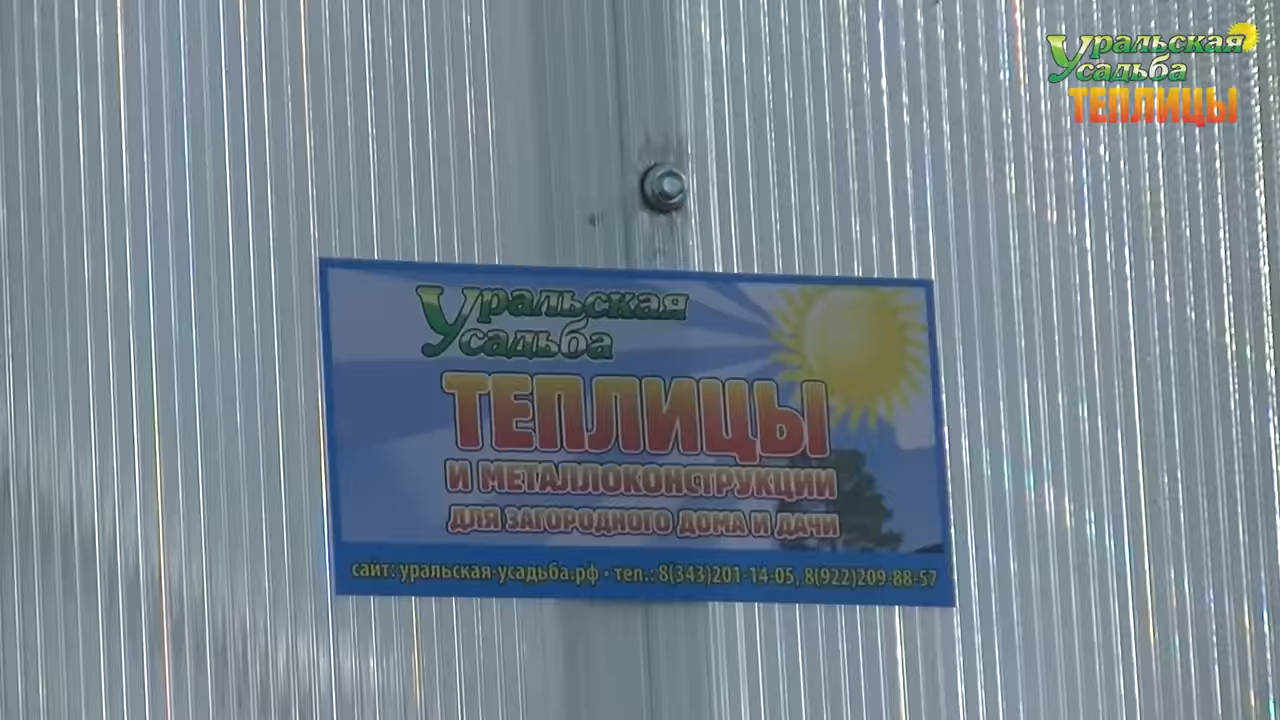 Уральская
Усадьба
ТЕПЛИЦЫ
Уральская
Усадьба
ТЕПЛИЦЫ
И МЕТАЛЛОКОНСТРУКЦИИ
ДЛЯ ЗАГОРОДНОГО ДОМА И ДАЧИ
сайт: уральская-усадьба.рф • тел.: 8(343)201-14-05, 8(922)209-88-57